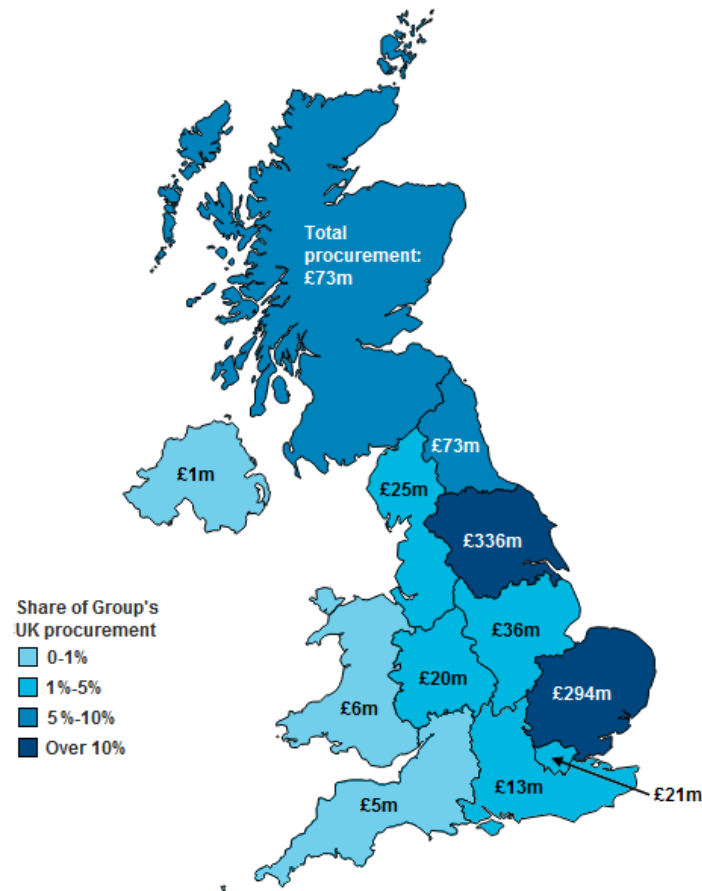 Total
procurement:
£73m
£1m
£25m
£73m
£336m
£36m
£20m
£294m
£6m
£5m
£13m
£21m
Share of Group's
UK procurement
0-1%
1%-5%
5%-10%
Over 10%